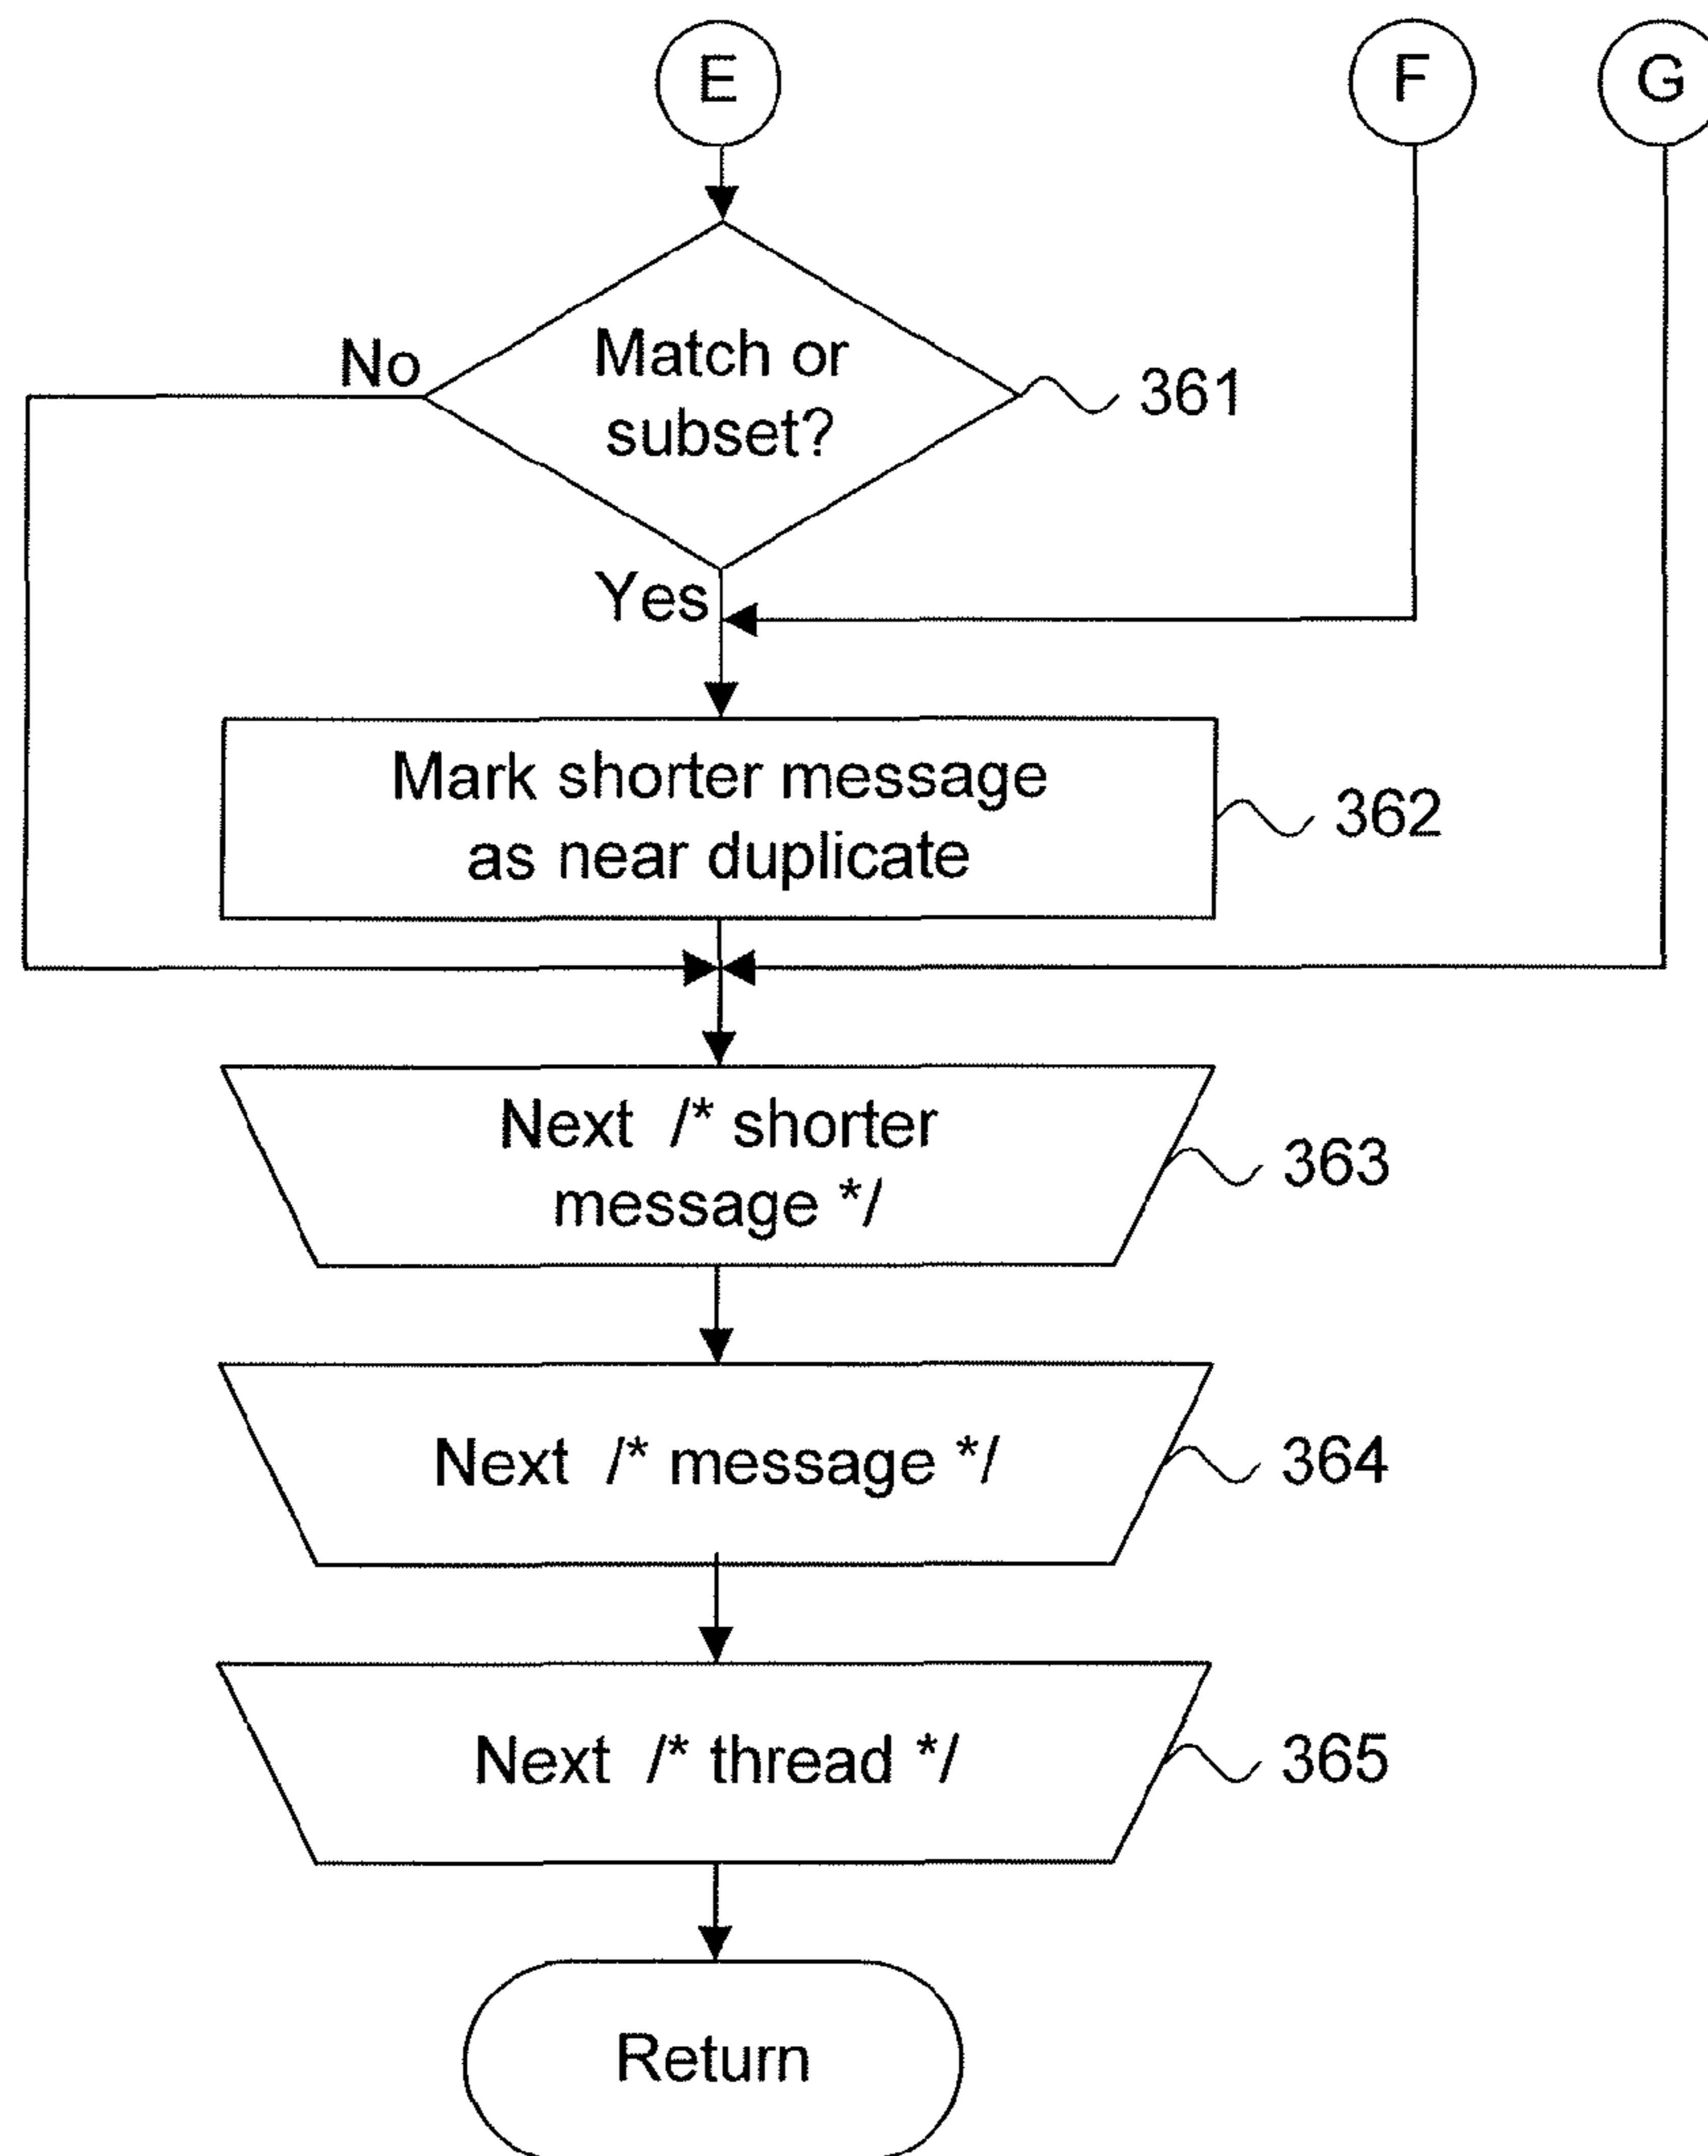 E
F
G
No
Match or
subset?
361
Yes
Mark shorter message
as near duplicate
362
Next /* shorter
message */
363
Next /* message */
364
Next /* thread */
365
Return